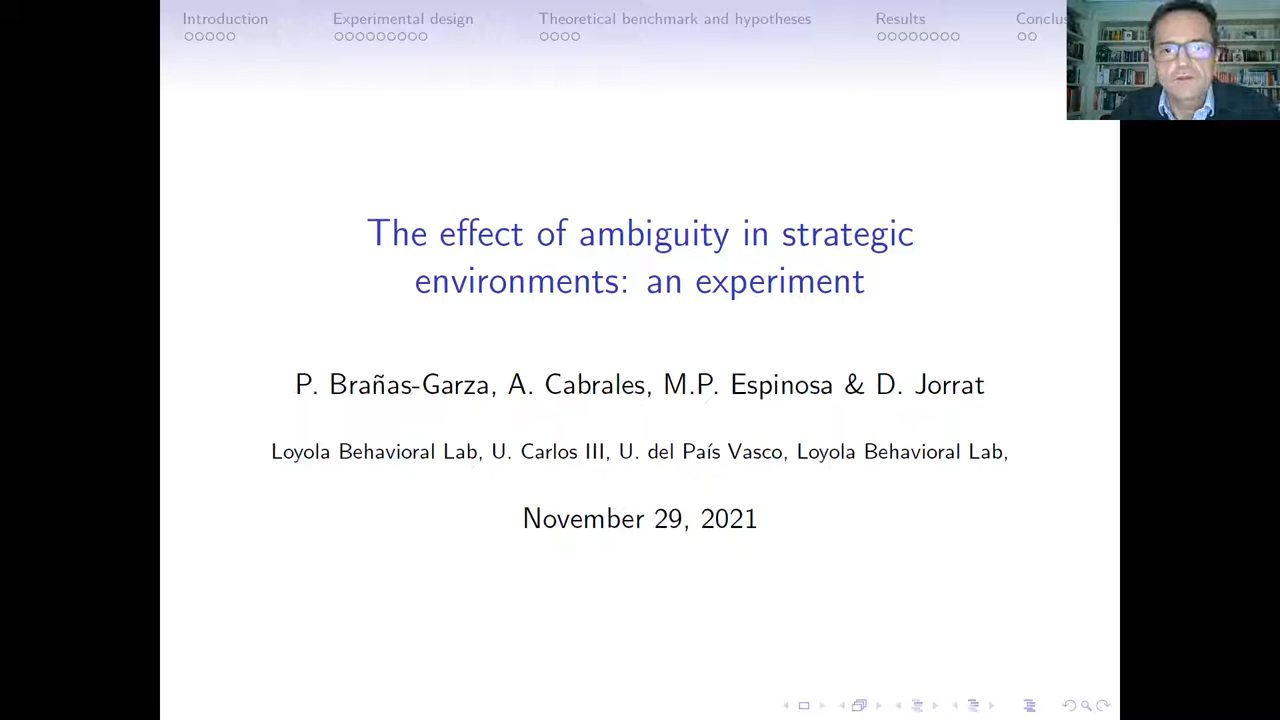 Introduction Experimental design Theoretical benchmark and hypotheses Results Conclus
The effect of ambiguity in strategic
environments: an experiment
P. Brañas-Garza, A. Cabrales, M.P. Espinosa & D. Jorrat
Loyola Behavioral Lab, U. Carlos III, U. del País Vasco, Loyola Behavioral Lab,
November 29, 2021